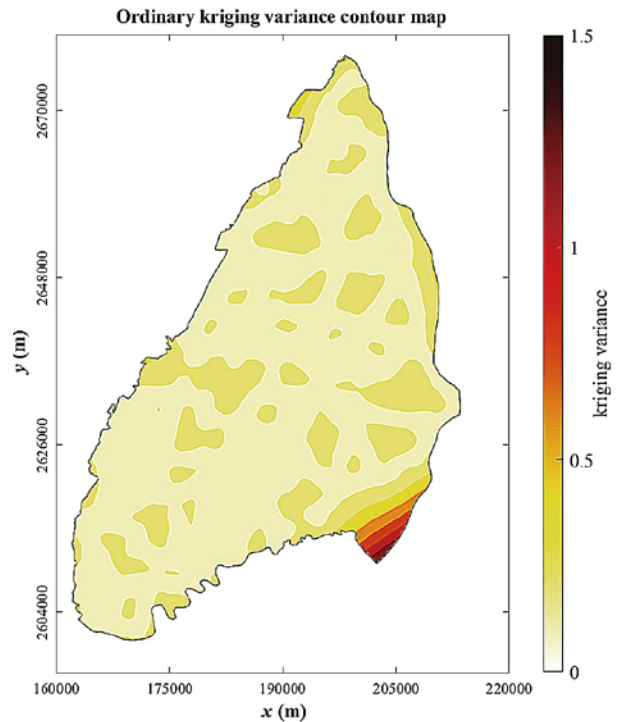 Ordinary kriging variance contour map
1.5
2670000
1
2648000
y (m)
kriging variance
2626000
0.5
2604000
0
160000 175000 190000 205000 220000
x (m)